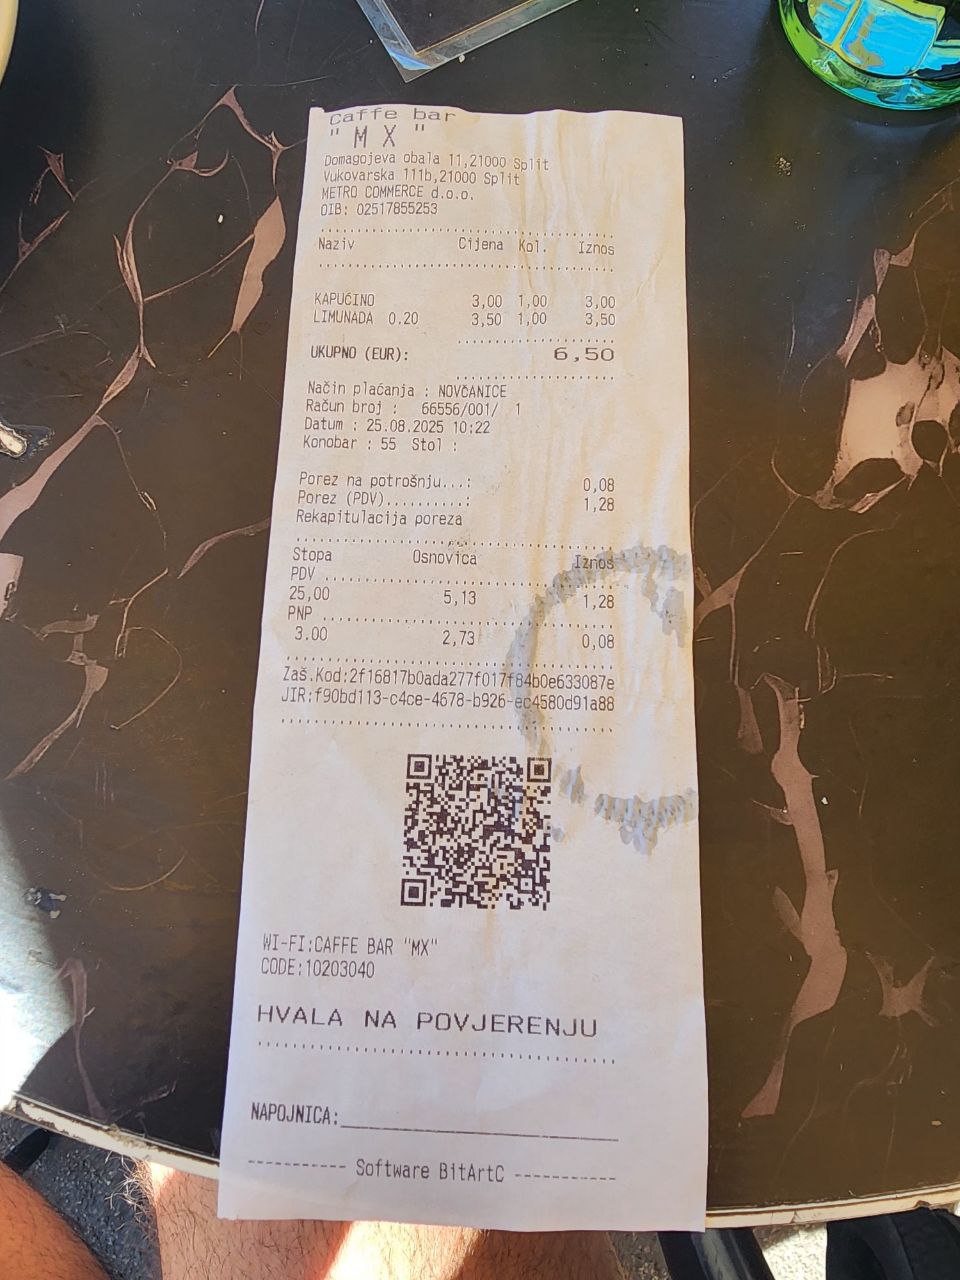 Caffe bar
"MX"
Domagojeva obala 11,21000 Split
Vukovarska 111b,21000 Split
METRO COMMERCE d.o.o.
OIB: 02517855253
Naziv Cijena Kol. Iznos
KAPUĆINO 3,00 1,00 3,00
LIMUNADA 0.20 3,50 1,00 3,50
UKUPNO (EUR): 6,50
Način plaćanja : NOVČANICE
Račun broj : 66556/001/ 1
Datum : 25.08.2025 10:22
Konobar : 55 Stol :
Porez na potrošnju...: 0,08
Porez (PDV)..........: 1,28
Rekapitulacija poreza
Stopa Osnovica Iznos
PDV
25,00 5,13 1,28
PNP
3.00 2,73 0,08
Zaš.Kod:2f16817b0ada277f017f84b0e633087e
JIR:f90bd113-c4ce-4678-b926-ec4580d91a88
WI-FI:CAFFE BAR "MX"
CODE:10203040
HVALA NA POVJERENJU
NAPOJNICA:
----------- Software BitArtC -----------